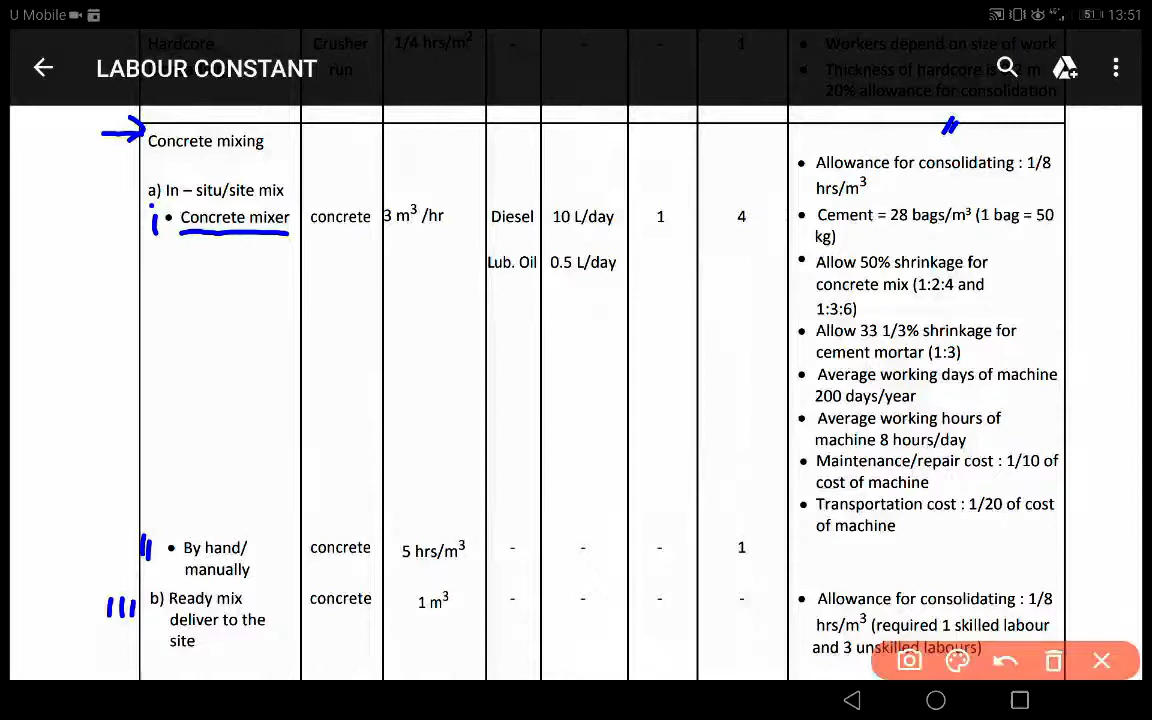 U Mobile 51 13:51
Hardcore Crusher 1/4 hrs/m2 - - - 1 • Workers depend on size of work
LABOUR CONSTANT
run • Thickness of hardcore is
20% allowance for consolidation
Concrete mixing
a) In – situ/site mix
i • Concrete mixer concrete 3 m3 /hr Diesel 10 L/day 1 4
Lub. Oil 0.5 L/day
• Allowance for consolidating : 1/8
hrs/m3
• Cement = 28 bags/m³ (1 bag = 50
kg)
• Allow 50% shrinkage for
concrete mix (1:2:4 and
1:3:6)
• Allow 33 1/3% shrinkage for
cement mortar (1:3)
• Average working days of machine
200 days/year
• Average working hours of
machine 8 hours/day
• Maintenance/repair cost : 1/10 of
cost of machine
• Transportation cost : 1/20 of cost
of machine
II • By hand/ concrete 5 hrs/m3 - - - 1
manually
III b) Ready mix concrete 1 m3 - - - -
deliver to the
site
• Allowance for consolidating : 1/8
hrs/m3 (required 1 skilled labour
and 3 unskilled labours)